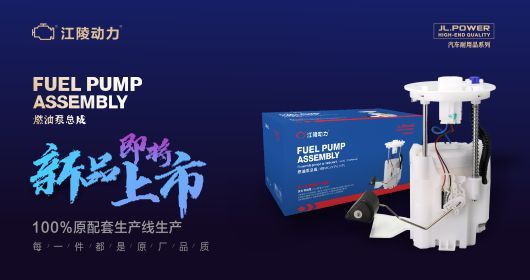 江陵动力
JL.POWER
HIGH-END QUALITY
汽车耐用品系列
FUEL PUMP
ASSEMBLY
燃油泵总成
新品即将上市
100%原配套生产线生产
每一件都是原厂品质
江陵动力
FUEL PUMP
ASSEMBLY
燃油泵总成